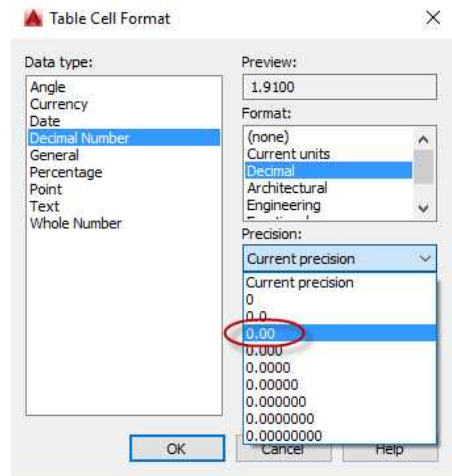 Table Cell Format
Data type:
Angle
Currency
Date
Decimal Number
General
Percentage
Point
Text
Whole Number
Preview:
1.9100
Format:
(none)
Current units
Decimal
Architectural
Engineering
Precision:
Current precision
Current precision
0
0.0
0.00
0.000
0.0000
0.00000
0.000000
0.0000000
0.00000000
OK
Cancel
Help